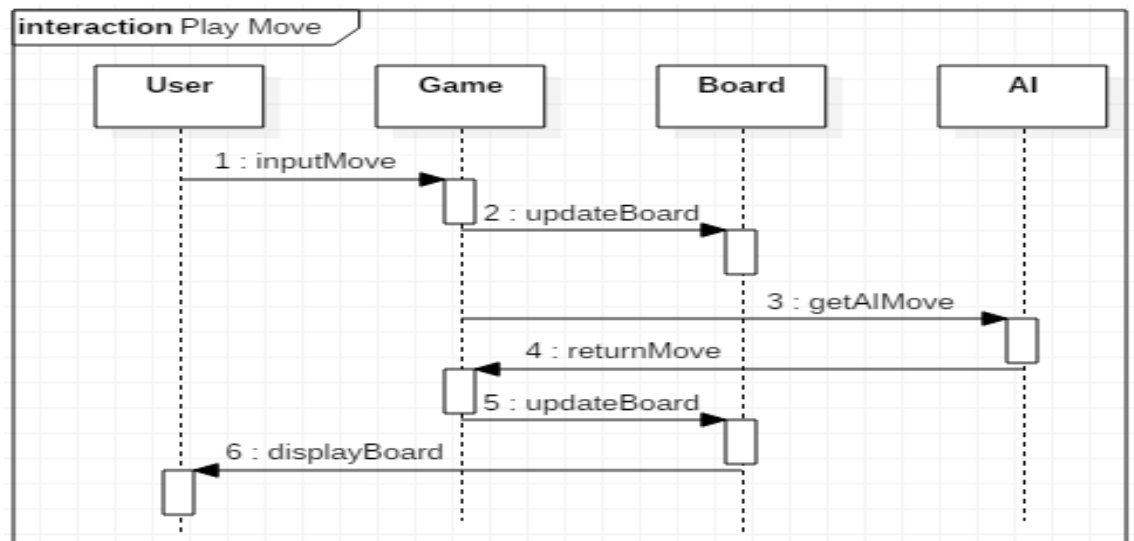 interaction Play Move
User
Game
Board
AI
1 : inputMove
2 : updateBoard
3 : getAIMove
4 : returnMove
5 : updateBoard
6 : displayBoard